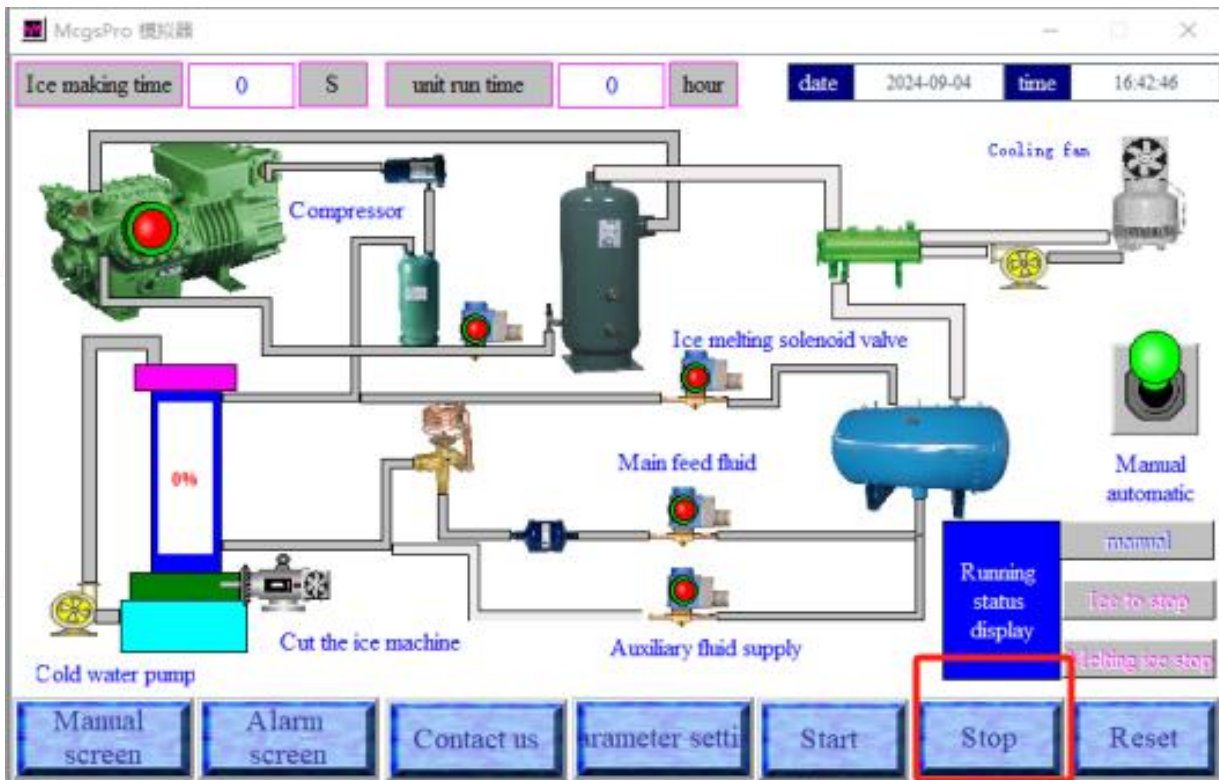 McgsPro 模拟器
Ice making time 0 S unit run time 0 hour date 2024-09-04 time 16:42:46
Cooling fan
Compressor
Ice melting solenoid valve
Main feed fluid
Manual
automatic
0%
manual
Running
status
display
Ice to stop
Melting ice stop
Cut the ice machine
Auxiliary fluid supply
Cold water pump
Manual
screen
Alarm
screen
Contact us
arameter setti
Start
Stop
Reset